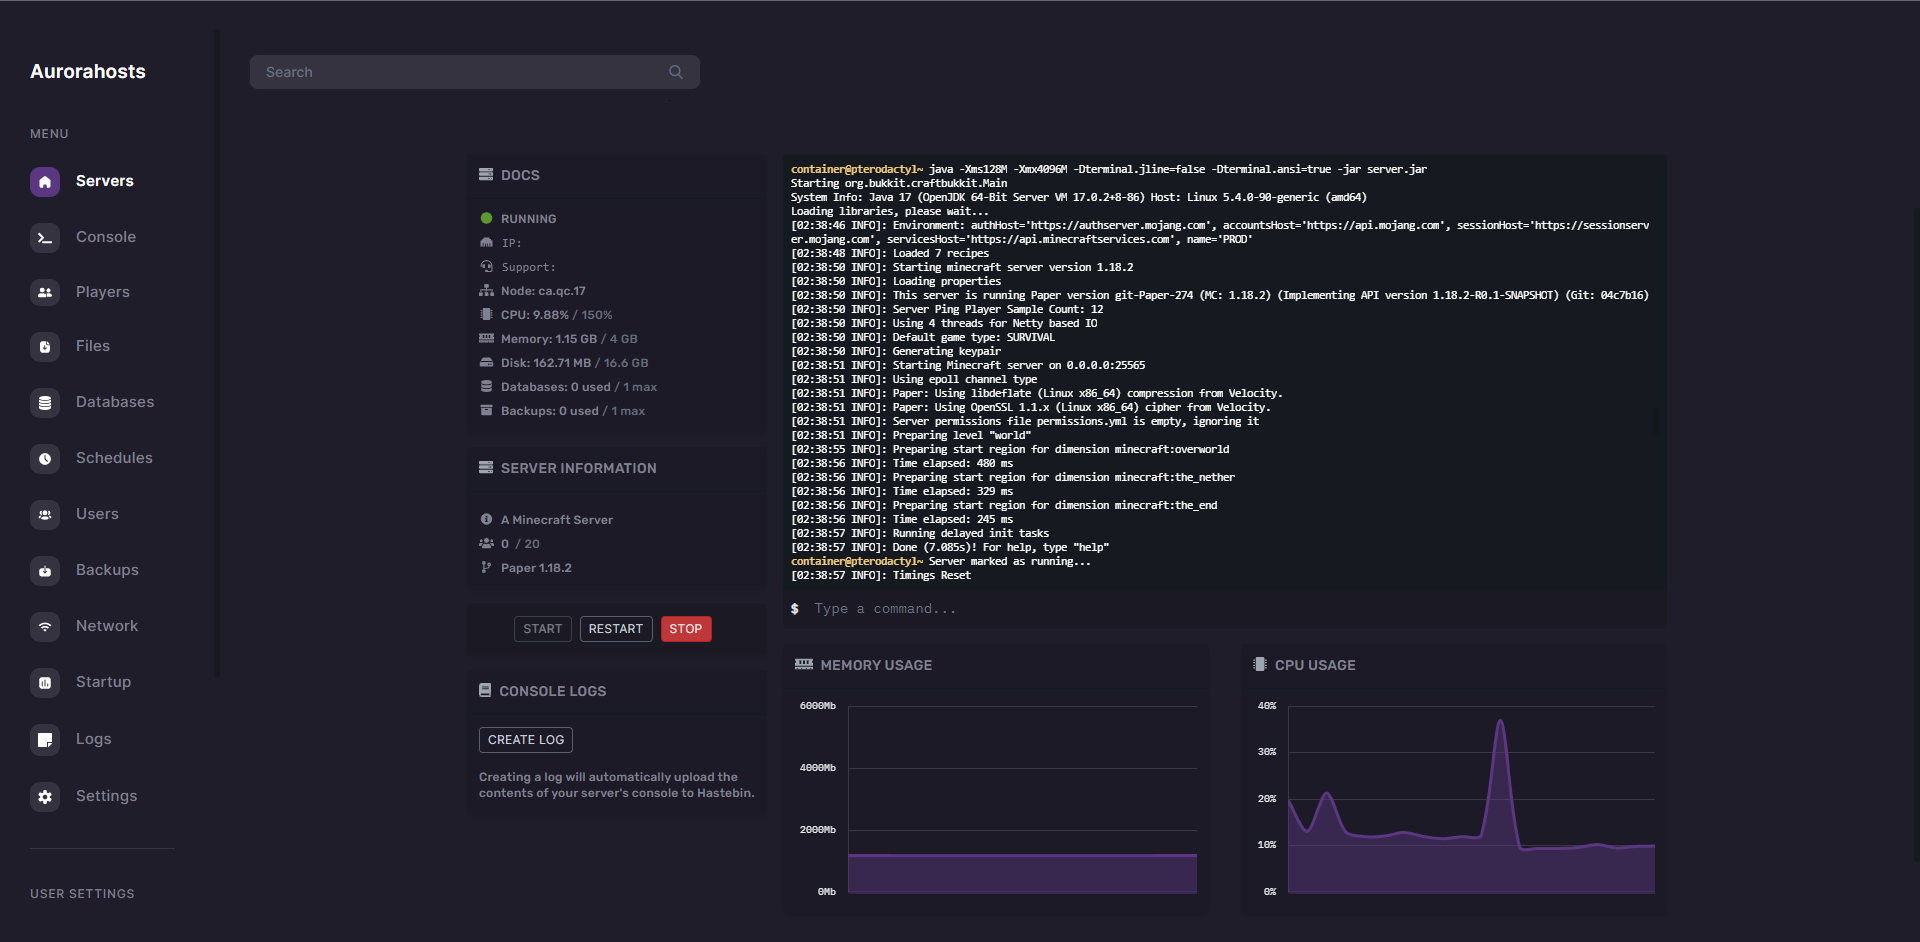 Aurorahosts
Search
MENU
Servers
Console
Players
Files
Databases
Schedules
Users
Backups
Network
Startup
Logs
Settings
USER SETTINGS
DOCS
RUNNING
IP:
Support:
Node: ca.qc.17
CPU: 9.88% / 150%
Memory: 1.15 GB / 4 GB
Disk: 162.71 MB / 16.6 GB
Databases: 0 used / 1 max
Backups: 0 used / 1 max
SERVER INFORMATION
A Minecraft Server
0 / 20
Paper 1.18.2
START RESTART STOP
CONSOLE LOGS
CREATE LOG
Creating a log will automatically upload the
contents of your server's console to Hastebin.
container@pterodactyl~ java -Xms128M -Xmx4096M -Dterminal.jline=false -Dterminal.ansi=true -jar server.jar
Starting org.bukkit.craftbukkit.Main
System Info: Java 17 (OpenJDK 64-Bit Server VM 17.0.2+8-86) Host: Linux 5.4.0-90-generic (amd64)
Loading libraries, please wait...
[02:38:46 INFO]: Environment: authHost='https://authserver.mojang.com', accountsHost='https://api.mojang.com', sessionHost='https://sessionserv
er.mojang.com', servicesHost='https://api.minecraftservices.com', name='PROD'
[02:38:48 INFO]: Loaded 7 recipes
[02:38:50 INFO]: Starting minecraft server version 1.18.2
[02:38:50 INFO]: Loading properties
[02:38:50 INFO]: This server is running Paper version git-Paper-274 (MC: 1.18.2) (Implementing API version 1.18.2-R0.1-SNAPSHOT) (Git: 04c7b16)
[02:38:50 INFO]: Server Ping Player Sample Count: 12
[02:38:50 INFO]: Using 4 threads for Netty based IO
[02:38:50 INFO]: Default game type: SURVIVAL
[02:38:50 INFO]: Generating keypair
[02:38:51 INFO]: Starting Minecraft server on 0.0.0.0:25565
[02:38:51 INFO]: Using epoll channel type
[02:38:51 INFO]: Paper: Using libdeflate (Linux x86_64) compression from Velocity.
[02:38:51 INFO]: Paper: Using OpenSSL 1.1.x (Linux x86_64) cipher from Velocity.
[02:38:51 INFO]: Server permissions file permissions.yml is empty, ignoring it
[02:38:51 INFO]: Preparing level "world"
[02:38:55 INFO]: Preparing start region for dimension minecraft:overworld
[02:38:56 INFO]: Time elapsed: 480 ms
[02:38:56 INFO]: Preparing start region for dimension minecraft:the_nether
[02:38:56 INFO]: Time elapsed: 329 ms
[02:38:56 INFO]: Preparing start region for dimension minecraft:the_end
[02:38:56 INFO]: Time elapsed: 245 ms
[02:38:57 INFO]: Running delayed init tasks
[02:38:57 INFO]: Done (7.085s)! For help, type "help"
container@pterodactyl~ Server marked as running...
[02:38:57 INFO]: Timings Reset
$ Type a command...
MEMORY USAGE
6000Mb
4000Mb
2000Mb
0Mb
CPU USAGE
40%
30%
20%
10%
0%